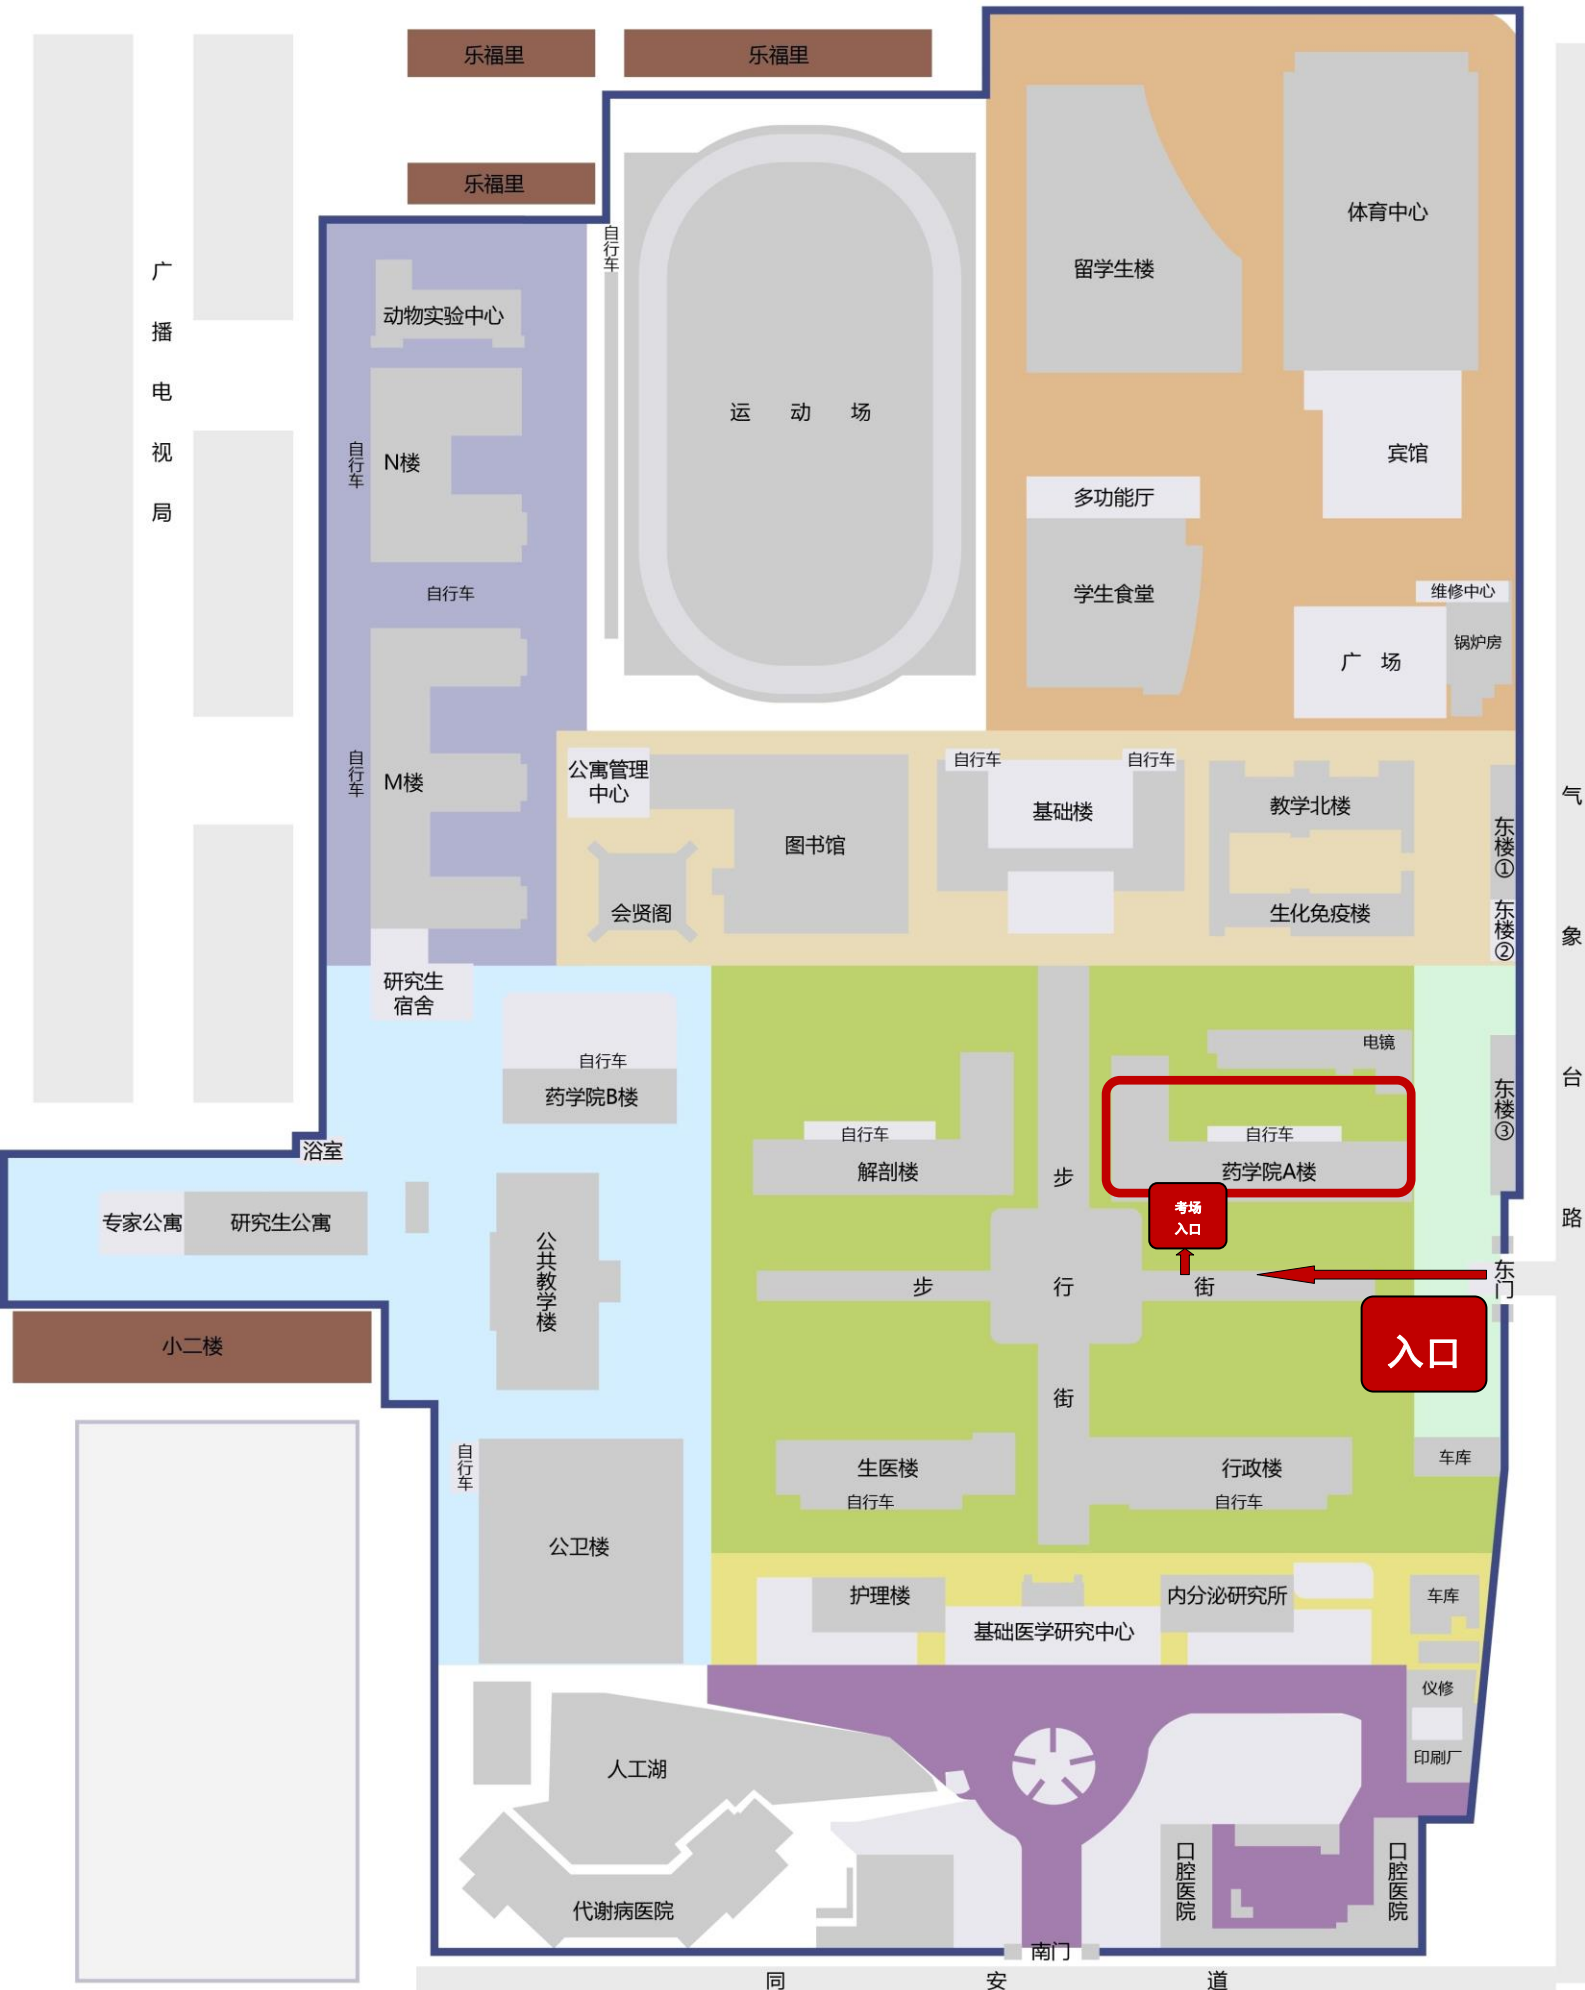 乐福里
乐福里
乐福里
广播电视局
自行车
体育中心
留学生楼
动物实验中心
运动场
自行车
N楼
宾馆
多功能厅
自行车
学生食堂
维修中心
锅炉房
广场
自行车
M楼
公寓管理
中心
图书馆
会贤阁
自行车
自行车
基础楼
教学北楼
生化免疫楼
东楼①
东楼②
气象台路
研究生
宿舍
自行车
药学院B楼
电镜
自行车
解剖楼
自行车
药学院A楼
东楼③
浴室
专家公寓
研究生公寓
公共教学楼
考场
入口
步行街
步行街
东门
入口
小二楼
自行车
公卫楼
生医楼
自行车
行政楼
自行车
车库
护理楼
内分泌研究所
基础医学研究中心
车库
仪修
印刷厂
人工湖
代谢病医院
口腔医院
口腔医院
南门
同安道